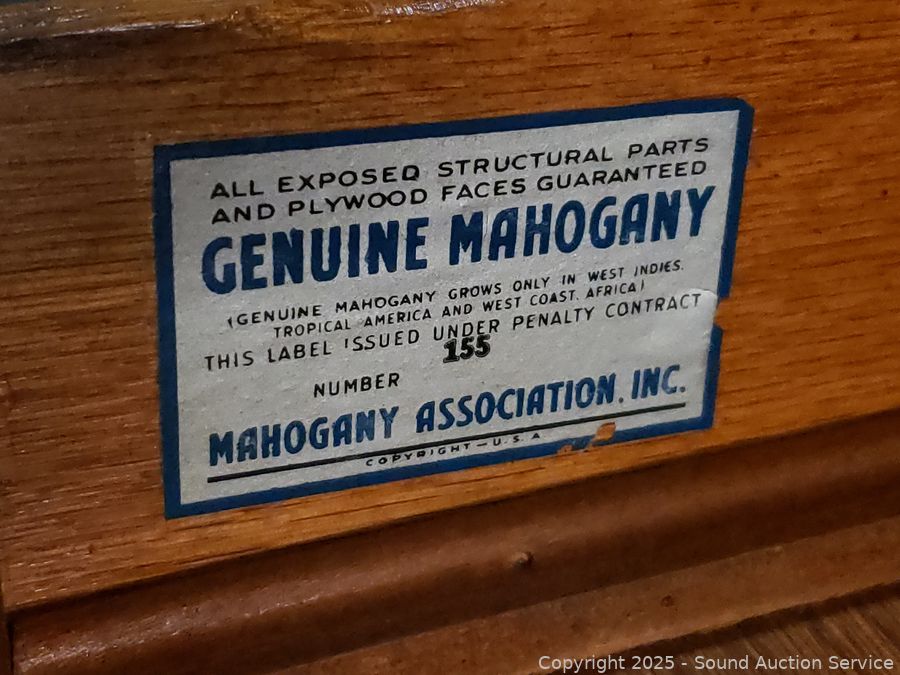 ALL EXPOSED STRUCTURAL PARTS
AND PLYWOOD FACES GUARANTEED
GENUINE MAHOGANY
(GENUINE MAHOGANY GROWS ONLY IN WEST INDIES.
TROPICAL AMERICA AND WEST COAST, AFRICA)
THIS LABEL ISSUED UNDER PENALTY CONTRACT
155
NUMBER
MAHOGANY ASSOCIATION, INC.
COPYRIGHT-U.S.A
Copyright 2025 - Sound Auction Service